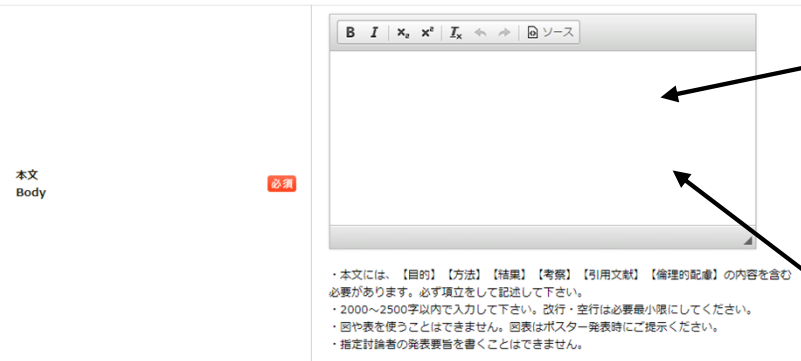 B I x₂ x² Tx ソース
本文
Body
必須
・本文には、【目的】【方法】【結果】【考察】【引用文献】【倫理的配慮】の内容を含む
必要があります。必ず項立をして記述して下さい。
・2000～2500字以内で入力して下さい。改行・空行は必要最小限にしてください。
・図や表を使うことはできません。図表はポスター発表時にご提示ください。
・指定討論者の発表要旨を書くことはできません。